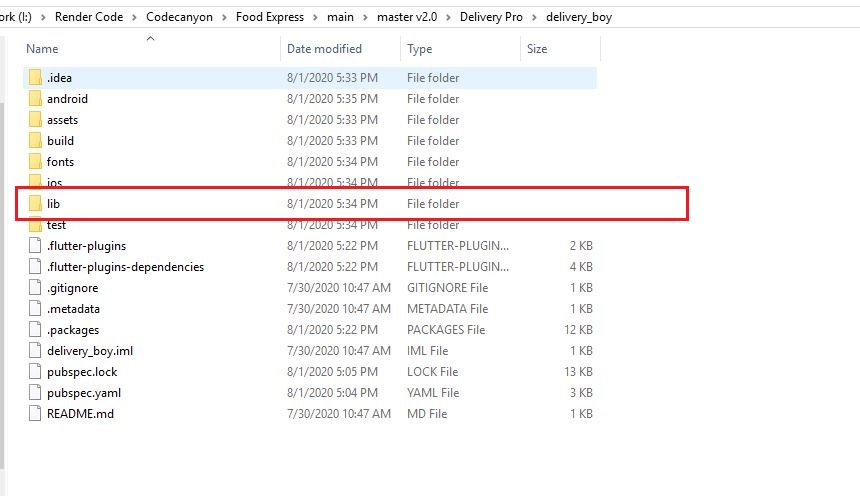 ork (I:) > Render Code > Codecanyon > Food Express > main > master v2.0 > Delivery Pro > delivery_boy
Name Date modified Type Size
.idea 8/1/2020 5:33 PM File folder
android 8/1/2020 5:35 PM File folder
assets 8/1/2020 5:33 PM File folder
build 8/1/2020 5:33 PM File folder
fonts 8/1/2020 5:34 PM File folder
ios 8/1/2020 5:34 PM File folder
lib 8/1/2020 5:34 PM File folder
test 8/1/2020 5:34 PM File folder
.flutter-plugins 8/1/2020 5:22 PM FLUTTER-PLUGIN... 2 KB
.flutter-plugins-dependencies 8/1/2020 5:22 PM FLUTTER-PLUGIN... 4 KB
.gitignore 7/30/2020 10:47 AM GITIGNORE File 1 KB
.metadata 7/30/2020 10:47 AM METADATA File 1 KB
.packages 8/1/2020 5:22 PM PACKAGES File 12 KB
delivery_boy.iml 7/30/2020 10:47 AM IML File 1 KB
pubspec.lock 8/1/2020 5:05 PM LOCK File 13 KB
pubspec.yaml 8/1/2020 5:04 PM YAML File 3 KB
README.md 7/30/2020 10:47 AM MD File 1 KB